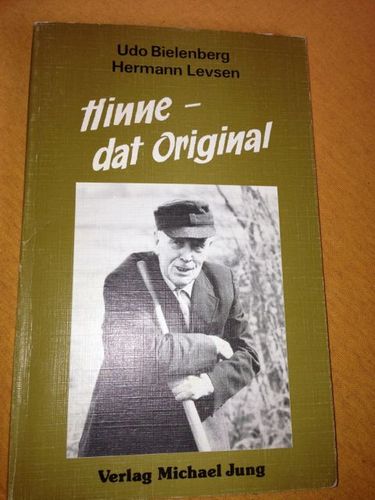 Udo Bielenberg
Hermann Levsen
Hinne –
dat Original
Verlag Michael Jung